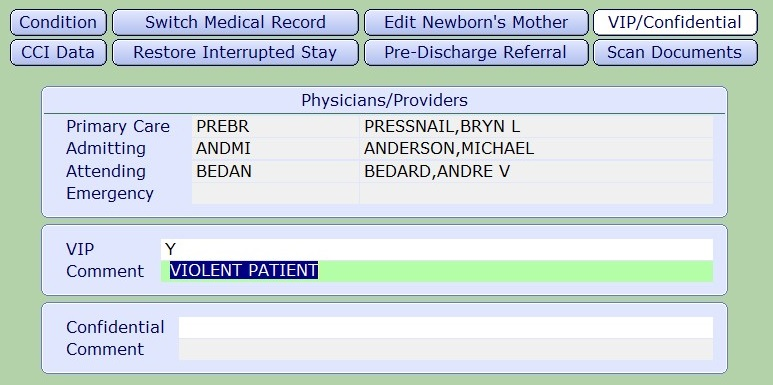 Condition Switch Medical Record Edit Newborn's Mother VIP/Confidential
CCI Data Restore Interrupted Stay Pre-Discharge Referral Scan Documents
Physicians/Providers
Primary Care PREBR PRESSNAIL,BRYN L
Admitting ANDMI ANDERSON,MICHAEL
Attending BEDAN BEDARD,ANDRE V
Emergency
VIP Y
Comment VIOLENT PATIENT
Confidential
Comment